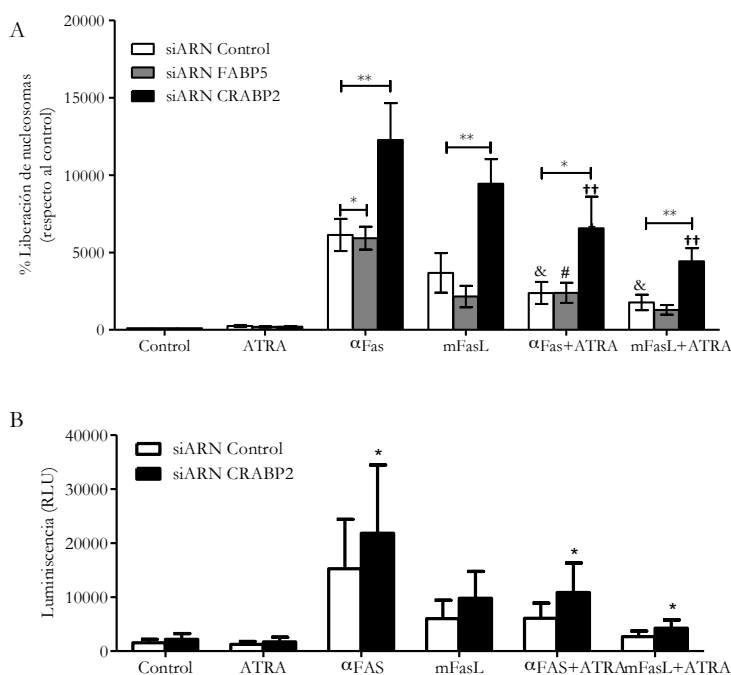 A
% Liberación de nucleosomas
(respecto al control)
20000
15000
10000
5000
0
siARN Control
siARN FABP5
siARN CRABP2
**
*
**
*
††
**
††
&
#
&
Control
ATRA
αFas
mFasL
αFas+ATRA
mFasL+ATRA
B
Luminiscencia (RLU)
40000
30000
20000
10000
0
siARN Control
siARN CRABP2
*
*
*
Control
ATRA
αFAS
mFasL
αFAS+ATRA
mFasL+ATRA